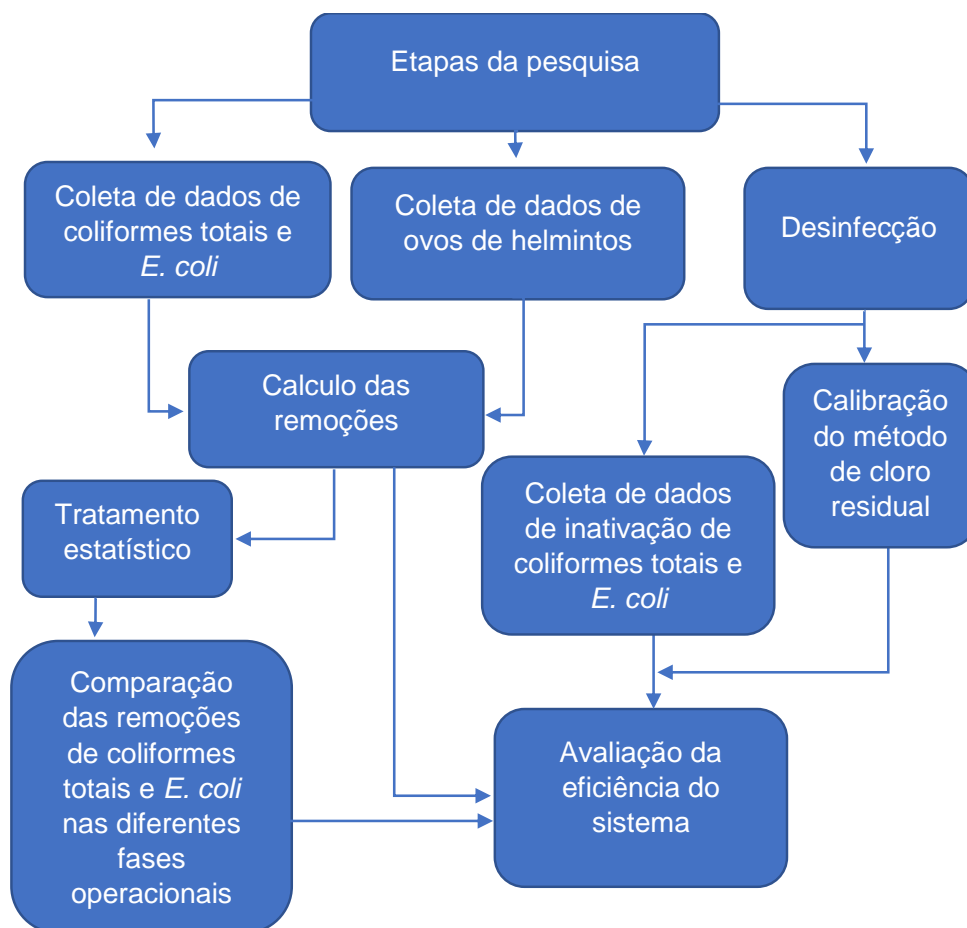 Etapas da pesquisa
Coleta de dados de
coliformes totais e
E. coli
Coleta de dados de
ovos de helmintos
Desinfecção
Calculo das
remoções
Calibração
do método
de cloro
residual
Coleta de dados
de inativação de
coliformes totais e
E. coli
Tratamento
estatístico
Comparação
das remoções
de coliformes
totais e E. coli
nas diferentes
fases
operacionais
Avaliação da
eficiência do
sistema